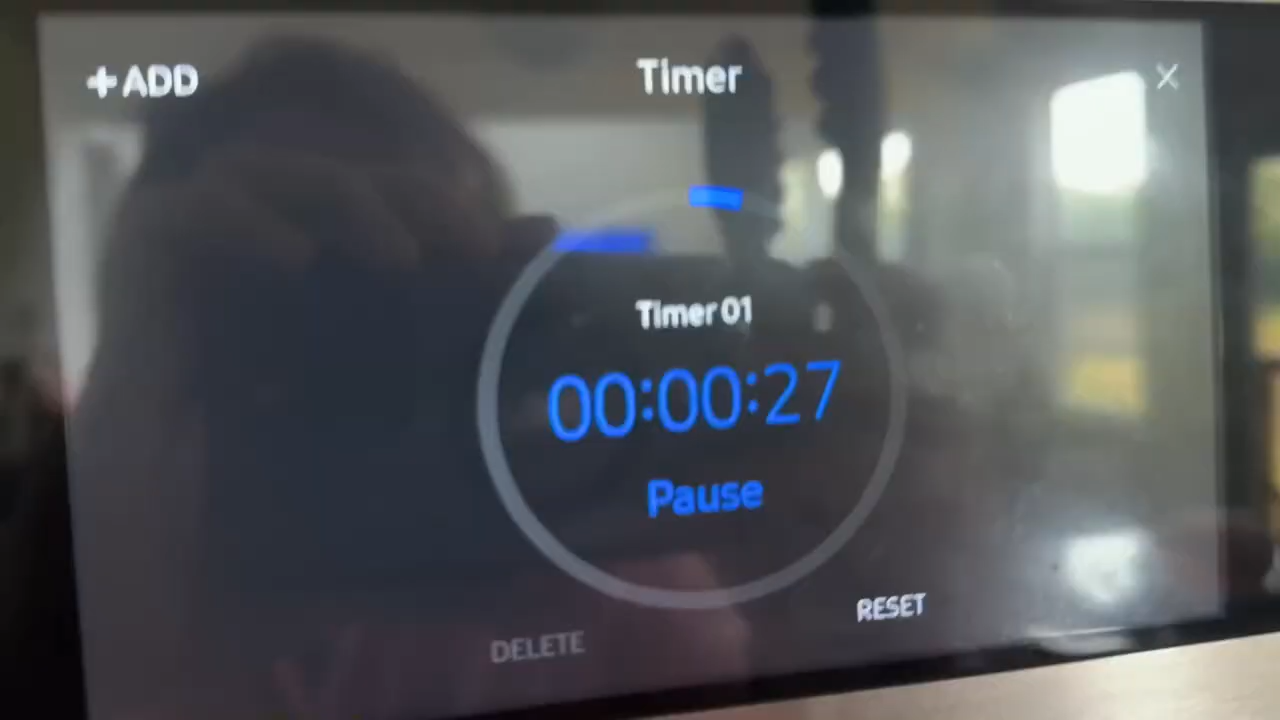 + ADD
Timer
×
Timer 01
00:00:27
Pause
DELETE
RESET